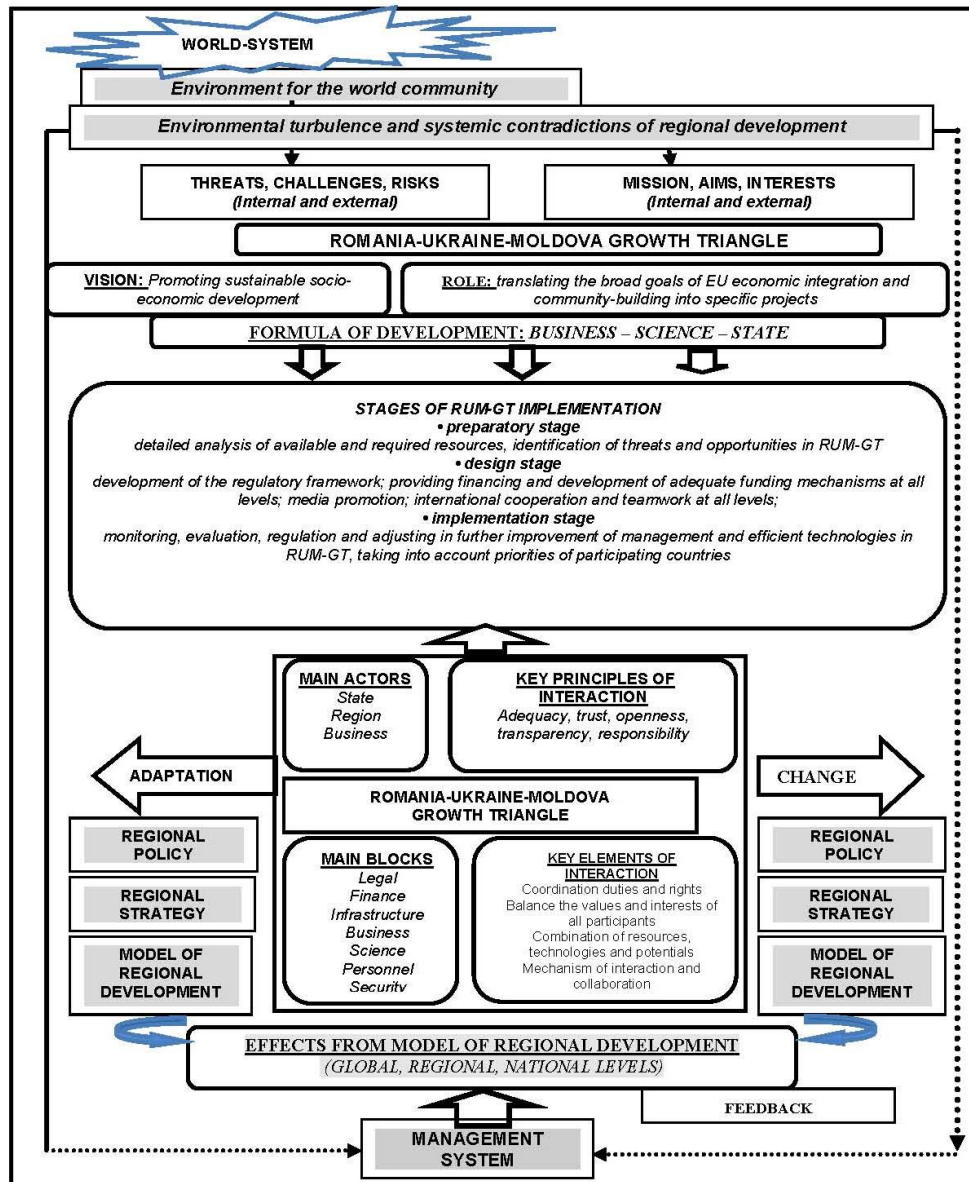 WORLD-SYSTEM
Environment for the world community
Environmental turbulence and systemic contradictions of regional development
THREATS, CHALLENGES, RISKS
(Internal and external)
MISSION, AIMS, INTERESTS
(Internal and external)
ROMANIA-UKRAINE-MOLDOVA GROWTH TRIANGLE
VISION: Promoting sustainable socio-
economic development
ROLE: translating the broad goals of EU economic integration and
community-building into specific projects
FORMULA OF DEVELOPMENT: BUSINESS – SCIENCE – STATE
STAGES OF RUM-GT IMPLEMENTATION
• preparatory stage
detailed analysis of available and required resources, identification of threats and opportunities in RUM-GT
• design stage
development of the regulatory framework; providing financing and development of adequate funding mechanisms at all
levels; media promotion; international cooperation and teamwork at all levels;
• implementation stage
monitoring, evaluation, regulation and adjusting in further improvement of management and efficient technologies in
RUM-GT, taking into account priorities of participating countries
MAIN ACTORS
State
Region
Business
KEY PRINCIPLES OF
INTERACTION
Adequacy, trust, openness,
transparency, responsibility
ADAPTATION
CHANGE
ROMANIA-UKRAINE-MOLDOVA
GROWTH TRIANGLE
REGIONAL
POLICY
REGIONAL
STRATEGY
MODEL OF
REGIONAL
DEVELOPMENT
MAIN BLOCKS
Legal
Finance
Infrastructure
Business
Science
Personnel
Security
KEY ELEMENTS OF
INTERACTION
Coordination duties and rights
Balance the values and interests of
all participants
Combination of resources,
technologies and potentials
Mechanism of interaction and
collaboration
REGIONAL
POLICY
REGIONAL
STRATEGY
MODEL OF
REGIONAL
DEVELOPMENT
EFFECTS FROM MODEL OF REGIONAL DEVELOPMENT
(GLOBAL, REGIONAL, NATIONAL LEVELS)
FEEDBACK
MANAGEMENT
SYSTEM